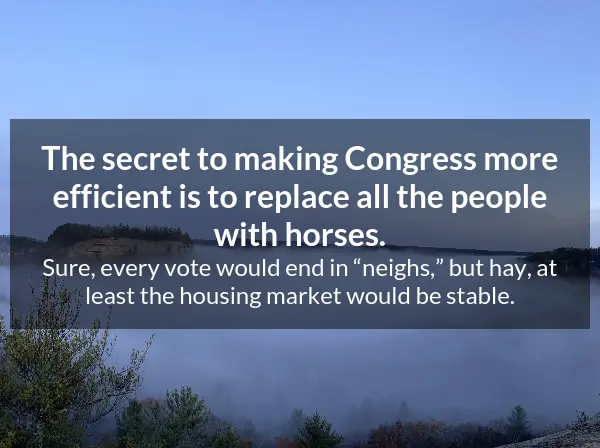 The secret to making Congress more
efficient is to replace all the people
with horses.
Sure, every vote would end in “neighs,” but hay, at
least the housing market would be stable.